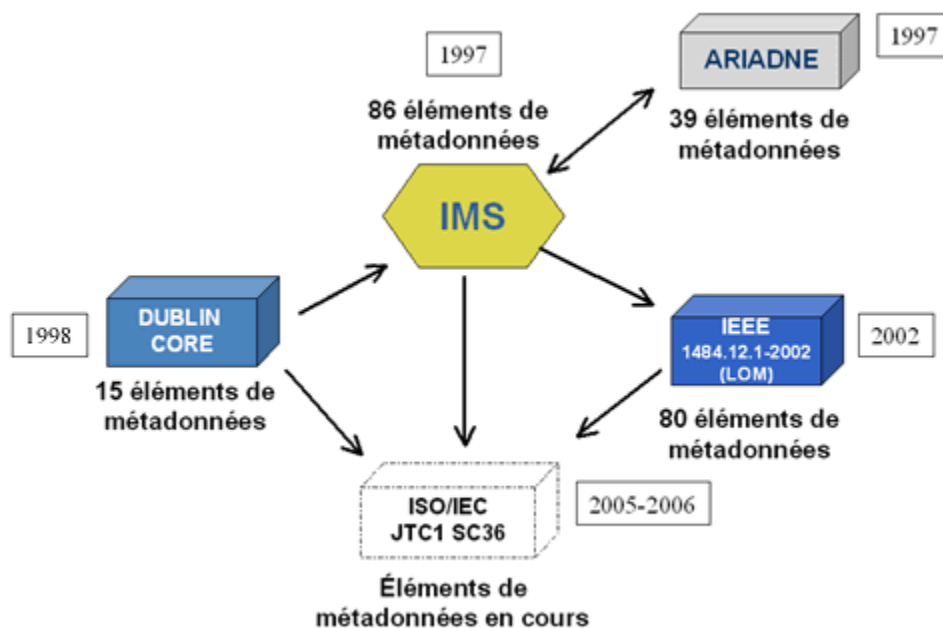 1997
86 éléments de
métadonnées
IMS
ARIADNE
1997
39 éléments de
métadonnées
1998
DUBLIN
CORE
15 éléments de
métadonnées
IEEE
1484.12.1-2002
(LOM)
2002
80 éléments de
métadonnées
ISO/IEC
JTC1 SC36
2005-2006
Éléments de
métadonnées en cours